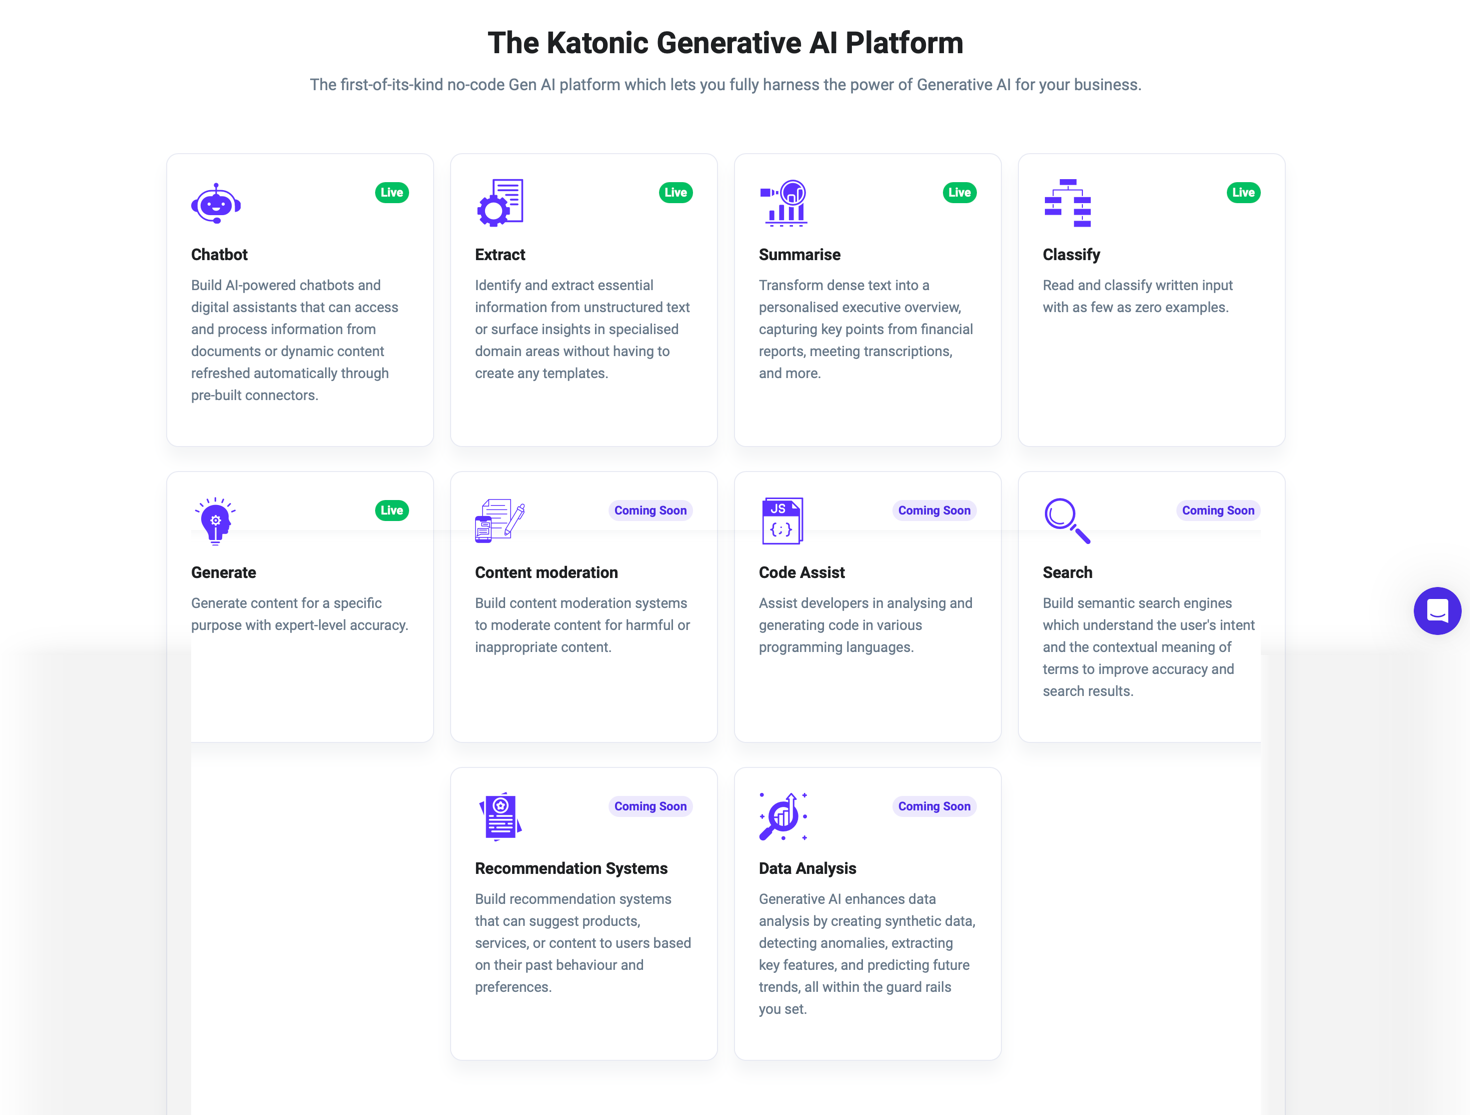 The Katonic Generative AI Platform
The first-of-its-kind no-code Gen AI platform which lets you fully harness the power of Generative AI for your business.
Live
Chatbot
Build AI-powered chatbots and
digital assistants that can access
and process information from
documents or dynamic content
refreshed automatically through
pre-built connectors.
Live
Extract
Identify and extract essential
information from unstructured text
or surface insights in specialised
domain areas without having to
create any templates.
Live
Summarise
Transform dense text into a
personalised executive overview,
capturing key points from financial
reports, meeting transcriptions,
and more.
Live
Classify
Read and classify written input
with as few as zero examples.
Live
Generate
Generate content for a specific
purpose with expert-level accuracy.
Coming Soon
Content moderation
Build content moderation systems
to moderate content for harmful or
inappropriate content.
JS
{;}
Coming Soon
Code Assist
Assist developers in analysing and
generating code in various
programming languages.
Coming Soon
Search
Build semantic search engines
which understand the user's intent
and the contextual meaning of
terms to improve accuracy and
search results.
Coming Soon
Recommendation Systems
Build recommendation systems
that can suggest products,
services, or content to users based
on their past behaviour and
preferences.
Coming Soon
Data Analysis
Generative AI enhances data
analysis by creating synthetic data,
detecting anomalies, extracting
key features, and predicting future
trends, all within the guard rails
you set.